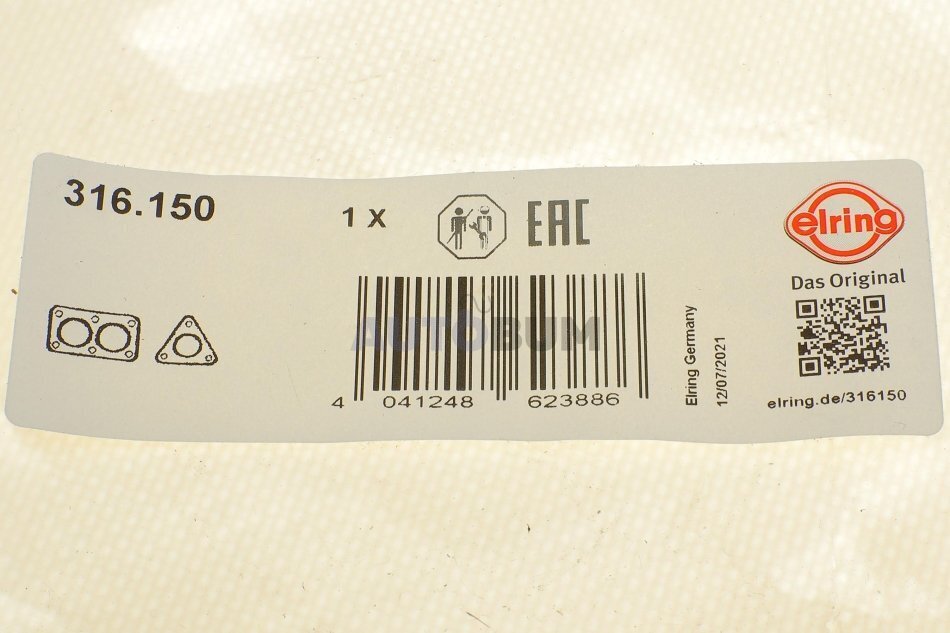 316.150
1 X
EAC
elring
Das Original
AUTOBUM
4 041248 623886
Elring Germany
12/07/2021
elring.de/316150